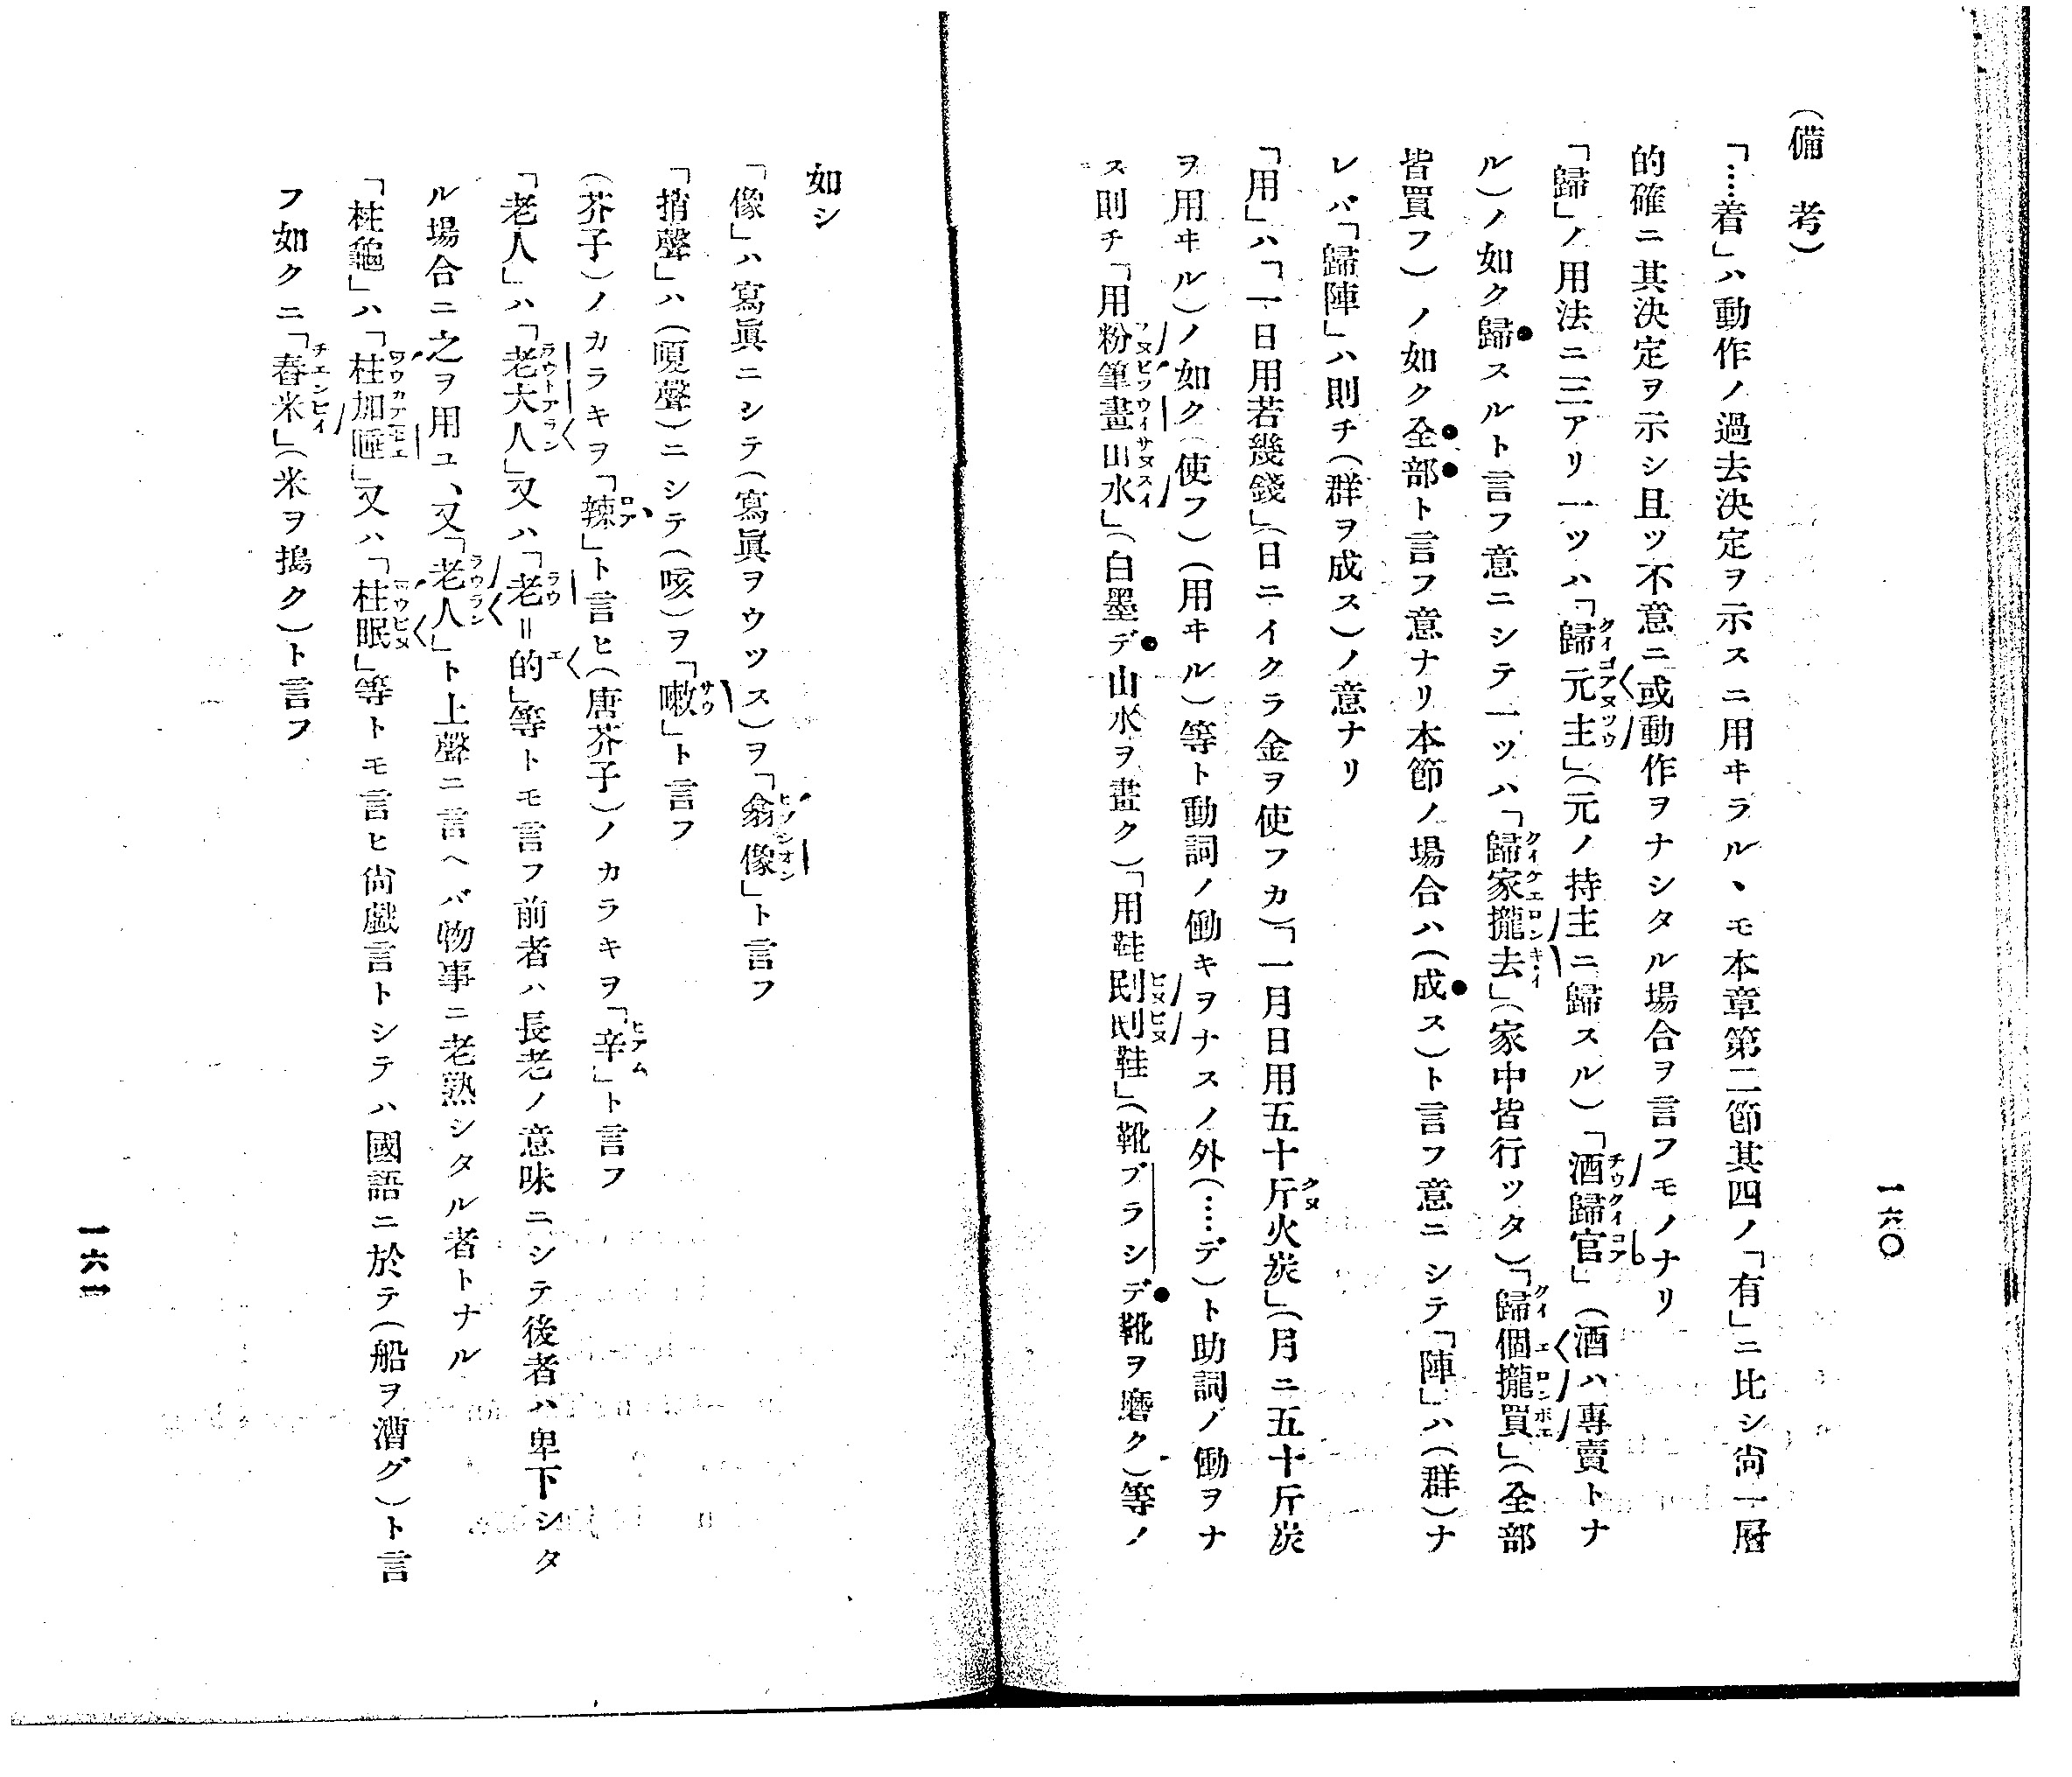 一六〇
(備考)
「……着」ハ動作ノ過去決定ヲ示スニ用ヰラルヽモ本章第二節其四ノ「有」ニ比シ尙一層
的確ニ其決定ヲ示シ且ツ不意ニ或動作ヲナシタル場合ヲ言フモノナリ
「歸」ノ用法ニ三アリ一ツハ「歸元主」(元ノ持主ニ歸スル)「酒歸官」(酒ハ專賣トナ
ル)ノ如ク歸スルト言フ意ニシテ一ツハ「歸家攏去」(家中皆行ッタ)「歸個攏買」(全部
皆買フ)ノ如ク全部ト言フ意ナリ本節ノ場合ハ(成ス)ト言フ意ニシテ「陣」ハ(群)ナ
レバ「歸陣」ハ則チ(群ヲ成ス)ノ意ナリ
「用」ハ「一日用若幾錢」(日ニイクラ金ヲ使フカ)「一月日用五十斤火炭」(月ニ五十斤炭
ヲ用ヰル)ノ如ク(使フ)(用ヰル)等ト動詞ノ働キヲナスノ外(……デ)ト助詞ノ働ヲナ
ス則チ「用粉筆畫山水」(白墨デ山水ヲ畫ク)「用鞋刷刷鞋」(靴ブラシデ靴ヲ磨ク)等ノ
如シ
「像」ハ寫眞ニシテ(寫眞ヲウツス)ヲ「翕像」ト言フ
「捎聲」ハ(嗄聲)ニシテ(咳)ヲ「嗽」ト言フ
(芥子)ノカラキヲ「辣」ト言ヒ(唐芥子)ノカラキヲ「辛」ト言フ
「老人」ハ「老大人」又ハ「老＝的」等トモ言フ前者ハ長老ノ意味ニシテ後者ハ卑下シタ
ル場合ニ之ヲ用ユ、又「老人」ト上聲ニ言ヘバ物事ニ老熟シタル者トナル
「柱龜」ハ「柱加」又ハ「柱眠」等トモ言ヒ尙戲言トシテハ國語ニ於テ(船ヲ漕グ)ト言
フ如クニ「舂米」(米ヲ搗ク)ト言フ
一六一